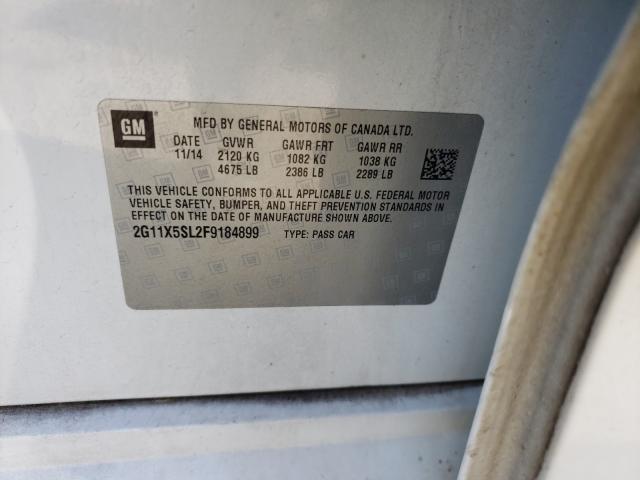 GM
MFD BY GENERAL MOTORS OF CANADA LTD.
DATE GVWR GAWR FRT GAWR RR
11/14 2120 KG 1082 KG 1038 KG
4675 LB 2386 LB 2289 LB
THIS VEHICLE CONFORMS TO ALL APPLICABLE U.S. FEDERAL MOTOR
VEHICLE SAFETY, BUMPER, AND THEFT PREVENTION STANDARDS IN
EFFECT ON THE DATE OF MANUFACTURE SHOWN ABOVE.
2G11X5SL2F9184899 TYPE: PASS CAR